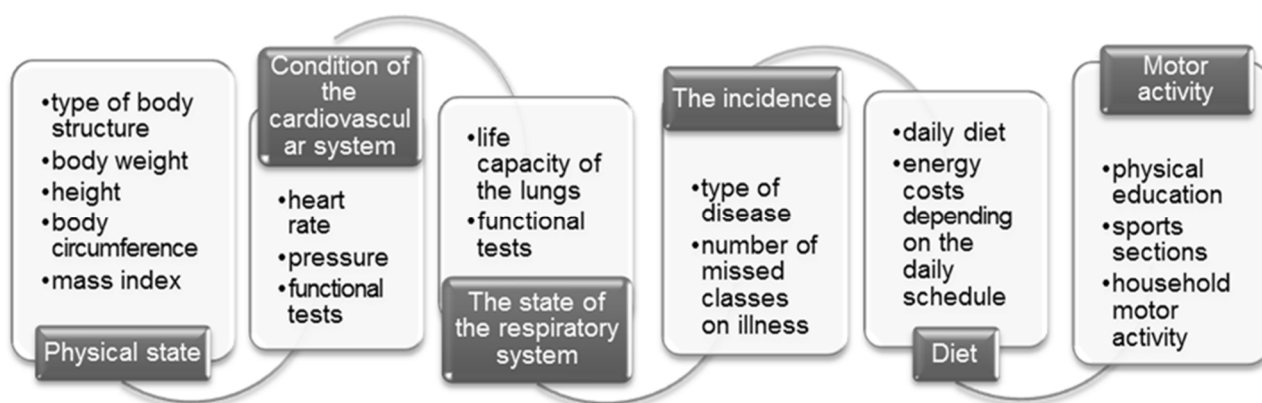 •type of body
structure
•body weight
•height
•body
circumference
•mass index
Physical state
Condition of
the
cardiovascul
ar system
•heart
rate
•pressure
•functional
tests
•life
capacity of
the lungs
•functional
tests
The state of
the respiratory
system
The incidence
•type of
disease
•number of
missed
classes
on illness
•daily diet
•energy
costs
depending
on the
daily
schedule
Diet
Motor
activity
•physical
education
•sports
sections
•household
motor
activity